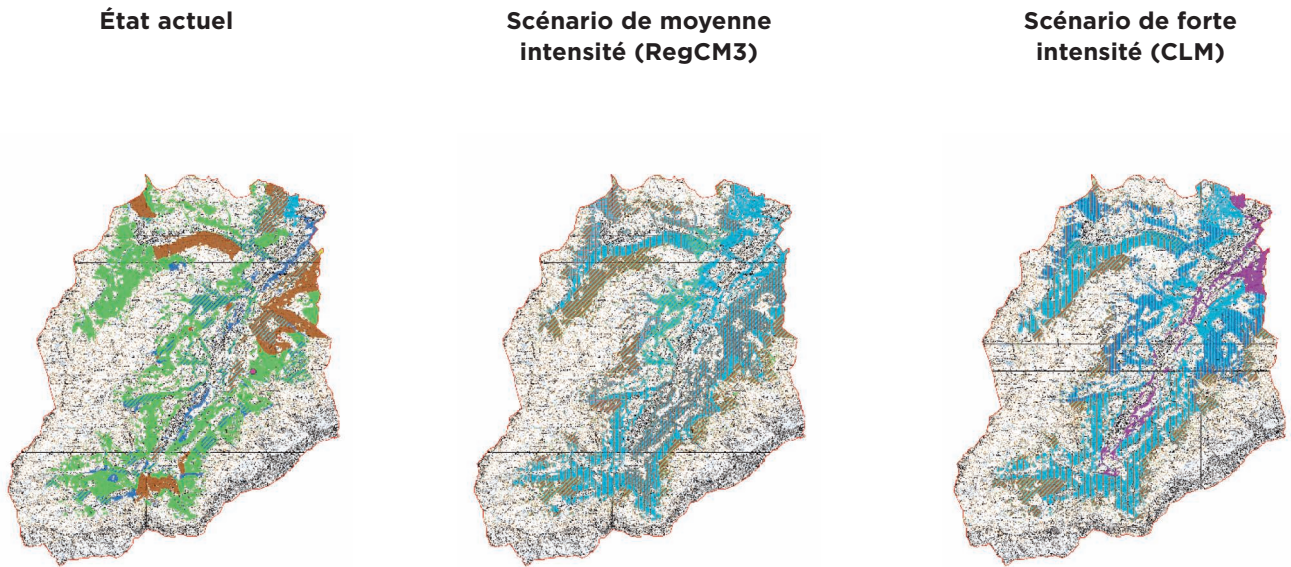 État actuel
Scénario de moyenne
intensité (RegCM3)
Scénario de forte
intensité (CLM)